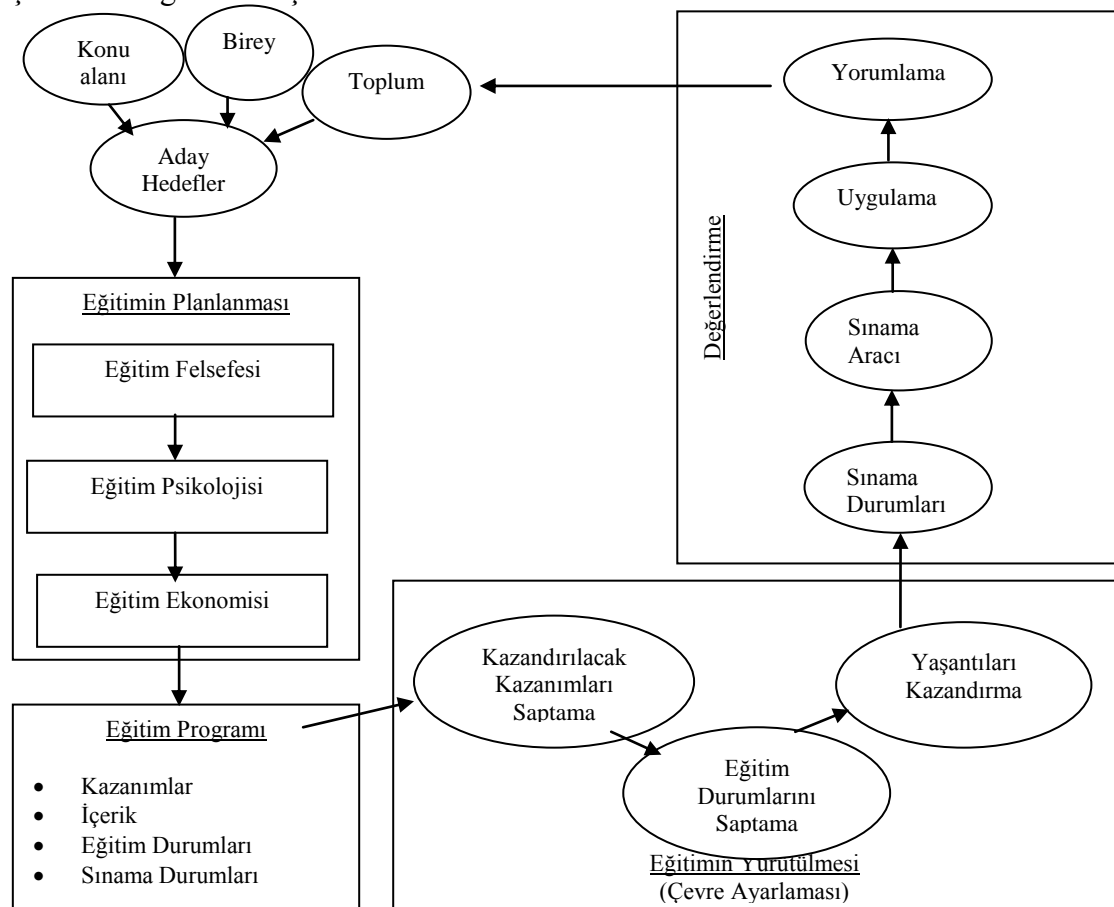 Konu
alanı
Birey
Toplum
Aday
Hedefler
Eğitimin Planlanması
Eğitim Felsefesi
Eğitim Psikolojisi
Eğitim Ekonomisi
Eğitim Programı
• Kazanımlar
• İçerik
• Eğitim Durumları
• Sınama Durumları
Kazandırılacak
Kazanımları
Saptama
Eğitim
Durumlarını
Saptama
Yaşantıları
Kazandırma
Eğitimin Yürütülmesi
(Çevre Ayarlaması)
Sınama
Durumları
Sınama
Aracı
Uygulama
Yorumlama
Değerlendirme